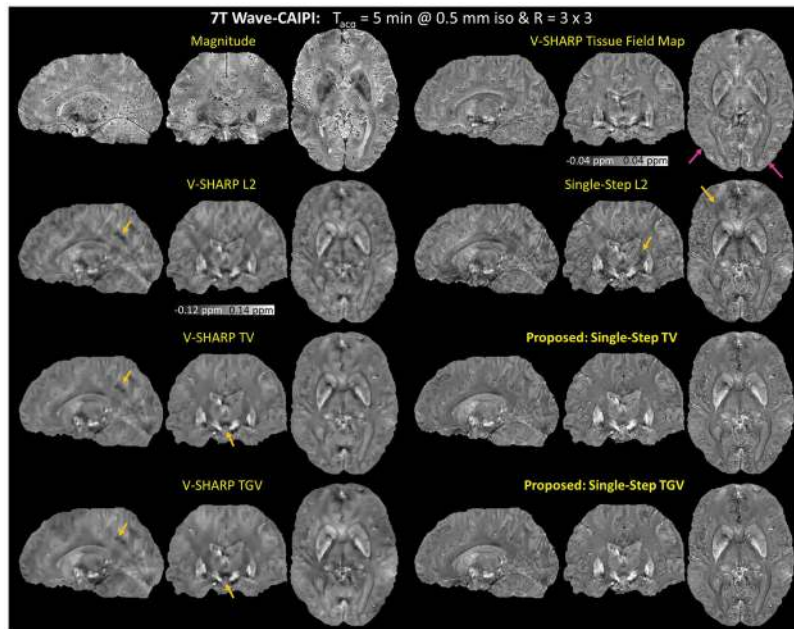 7T Wave-CAIPI: Tacq = 5 min @ 0.5 mm iso & R = 3 x 3
Magnitude
V-SHARP Tissue Field Map
-0.04 ppm 0.04 ppm
V-SHARP L2
Single-Step L2
-0.12 ppm 0.14 ppm
V-SHARP TV
Proposed: Single-Step TV
V-SHARP TGV
Proposed: Single-Step TGV